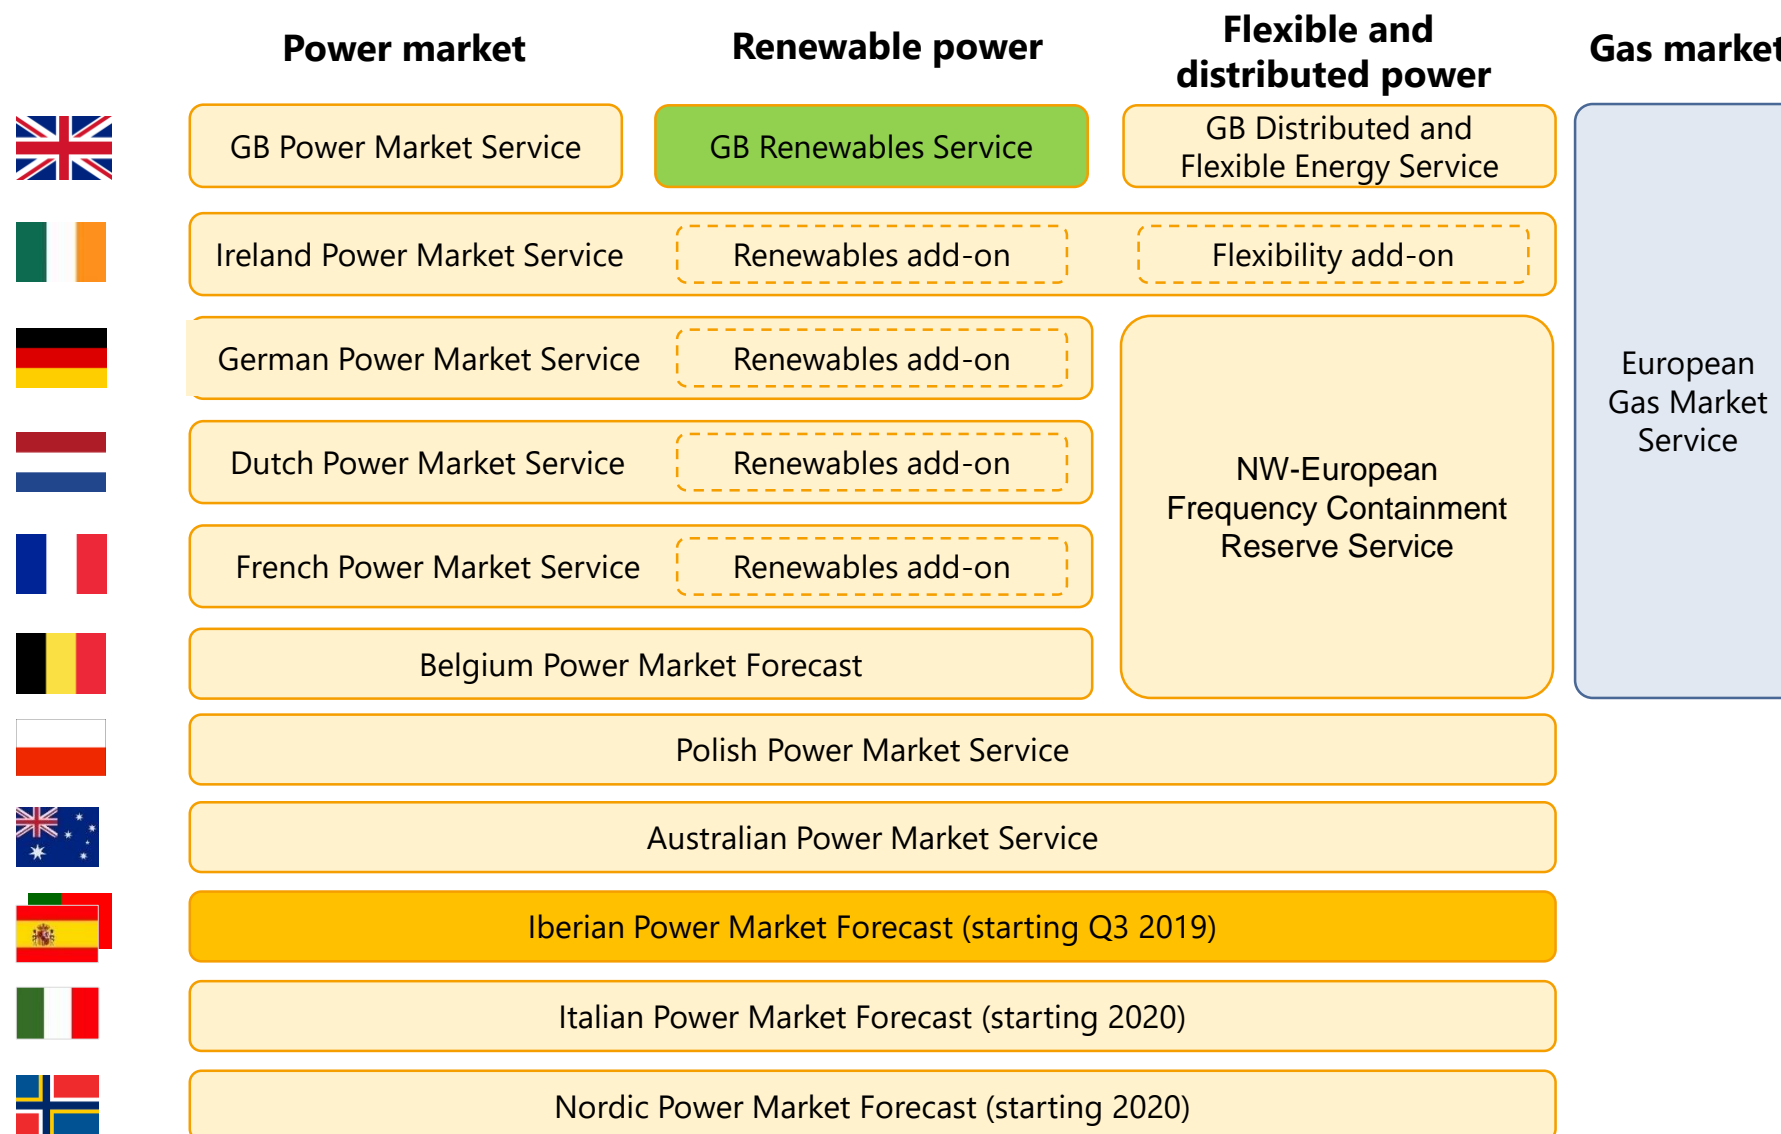 Power market
Renewable power
Flexible and
distributed power
Gas market
GB Power Market Service
GB Renewables Service
GB Distributed and
Flexible Energy Service
Ireland Power Market Service
Renewables add-on
Flexibility add-on
German Power Market Service
Renewables add-on
Dutch Power Market Service
Renewables add-on
French Power Market Service
Renewables add-on
NW-European
Frequency Containment
Reserve Service
European
Gas Market
Service
Belgium Power Market Forecast
Polish Power Market Service
Australian Power Market Service
Iberian Power Market Forecast (starting Q3 2019)
Italian Power Market Forecast (starting 2020)
Nordic Power Market Forecast (starting 2020)